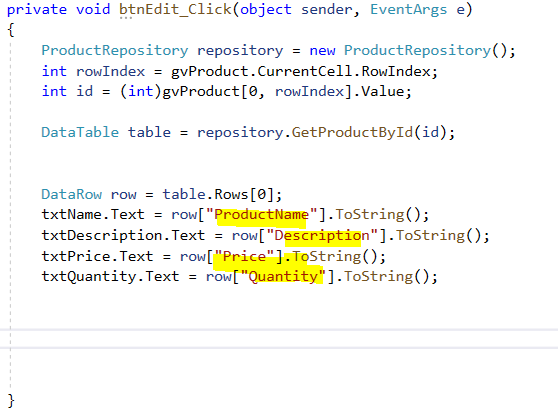 private void btnEdit_Click(object sender, EventArgs e)
{
ProductRepository repository = new ProductRepository();
int rowIndex = gvProduct.CurrentCell.RowIndex;
int id = (int)gvProduct[0, rowIndex].Value;
DataTable table = repository.GetProductById(id);
DataRow row = table.Rows[0];
txtName.Text = row["ProductName"].ToString();
txtDescription.Text = row["Description"].ToString();
txtPrice.Text = row["Price"].ToString();
txtQuantity.Text = row["Quantity"].ToString();
}